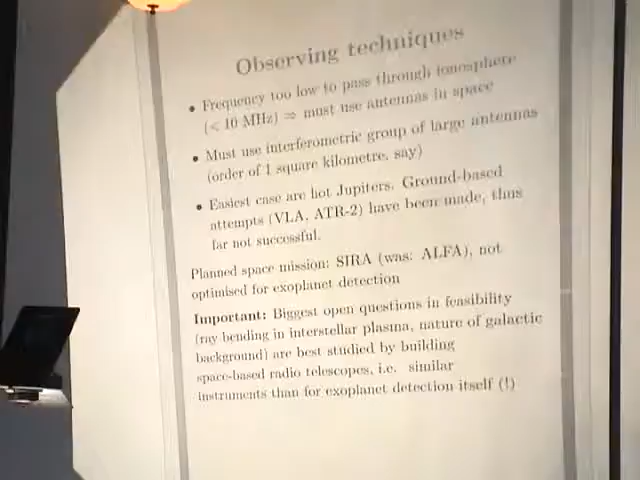 Observing techniques
• Frequency too low to pass through ionosphere
(< 10 MHz) ⇒ must use antennas in space
• Must use interferometric group of large antennas
(order of 1 square kilometre, say)
• Easiest case are hot Jupiters. Ground-based
attempts (VLA, ATR-2) have been made, thus
far not successful.
Planned space mission: SIRA (was: ALFA), not
optimised for exoplanet detection
Important: Biggest open questions in feasibility
(ray bending in interstellar plasma, nature of galactic
background) are best studied by building
space-based radio telescopes, i.e. similar
instruments than for exoplanet detection itself (!)